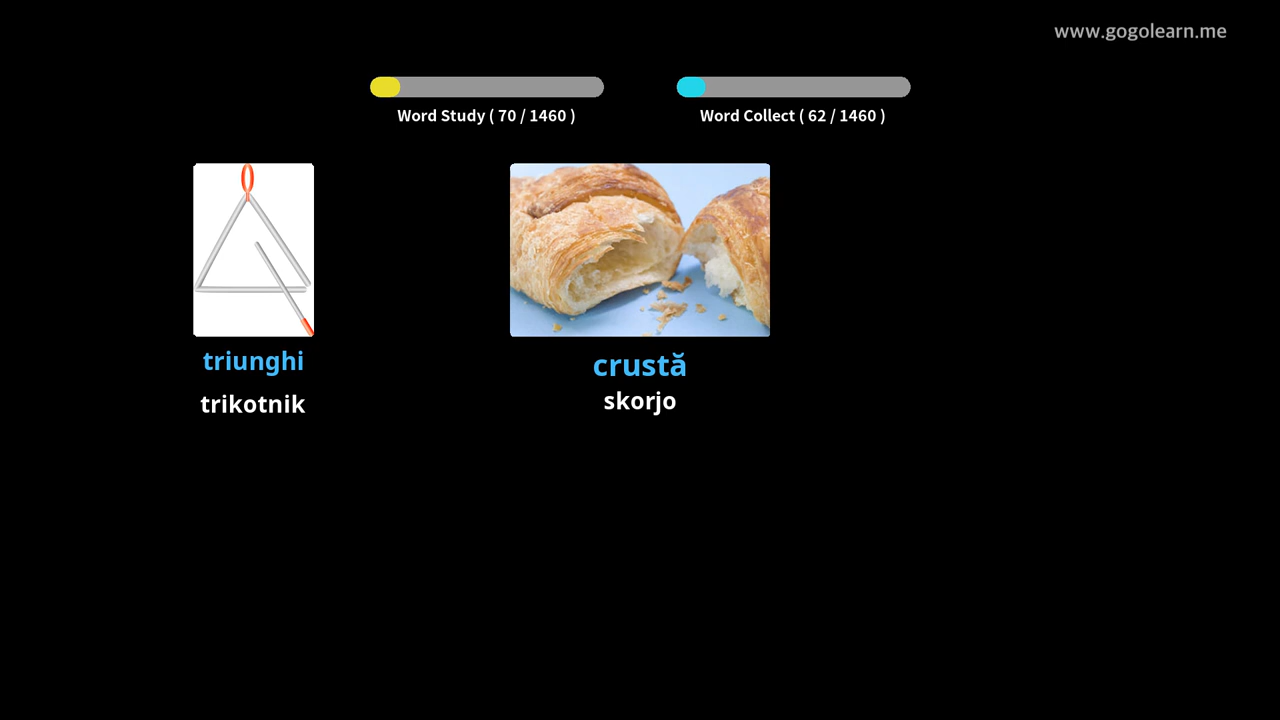 www.gogolearn.me
Word Study ( 70 / 1460 )
Word Collect ( 62 / 1460 )
triunghi
trikotnik
crustă
skorjo